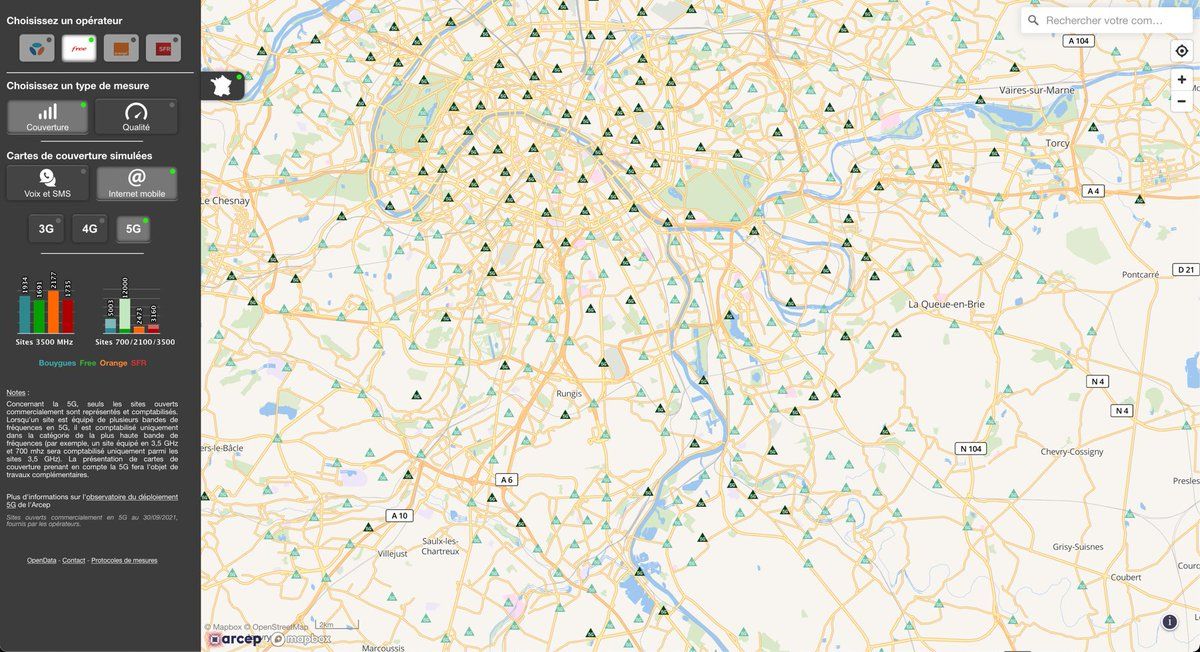 Choisissez un opérateur
free
SFR
Choisissez un type de mesure
Couverture
Qualité
Cartes de couverture simulées
Voix et SMS
@
Internet mobile
3G
4G
5G
1934
1691
2177
1735
5003
12000
2471
3160
Sites 3500 MHz
Sites 700/2100/3500
Bouygues Free Orange SFR
Notes :
Concernant la 5G, seuls les sites ouverts
commercialement sont représentés et comptabilisés.
Lorsqu'un site est équipé de plusieurs bandes de
fréquences en 5G, il est comptabilisé uniquement
dans la catégorie de la plus haute bande de
fréquences (par exemple, un site équipé en 3,5 GHz
et 700 mhz sera comptabilisé uniquement parmi les
sites 3,5 GHz). La présentation de cartes de
couverture prenant en compte la 5G fera l'objet de
travaux complémentaires.
Plus d'informations sur l'observatoire du déploiement
5G de l'Arcep
Sites ouverts commercialement en 5G au 30/09/2021,
fournis par les opérateurs.
OpenData - Contact - Protocoles de mesures
Rechercher votre com…
A 104
Vaires-sur-Marne
Torcy
A 4
Le Chesnay
D 21
Pontcarré
La Queue-en-Brie
N 4
Rungis
N 4
ers-le-Bâcle
N 104
Chevry-Cossigny
A 6
Presles
A 10
Saulx-les-
Chartreux
Villejust
Grisy-Suisnes
Courq
Coubert
© Mapbox © OpenStreetMap
2km
arcep
mapbox
Marcoussis
i